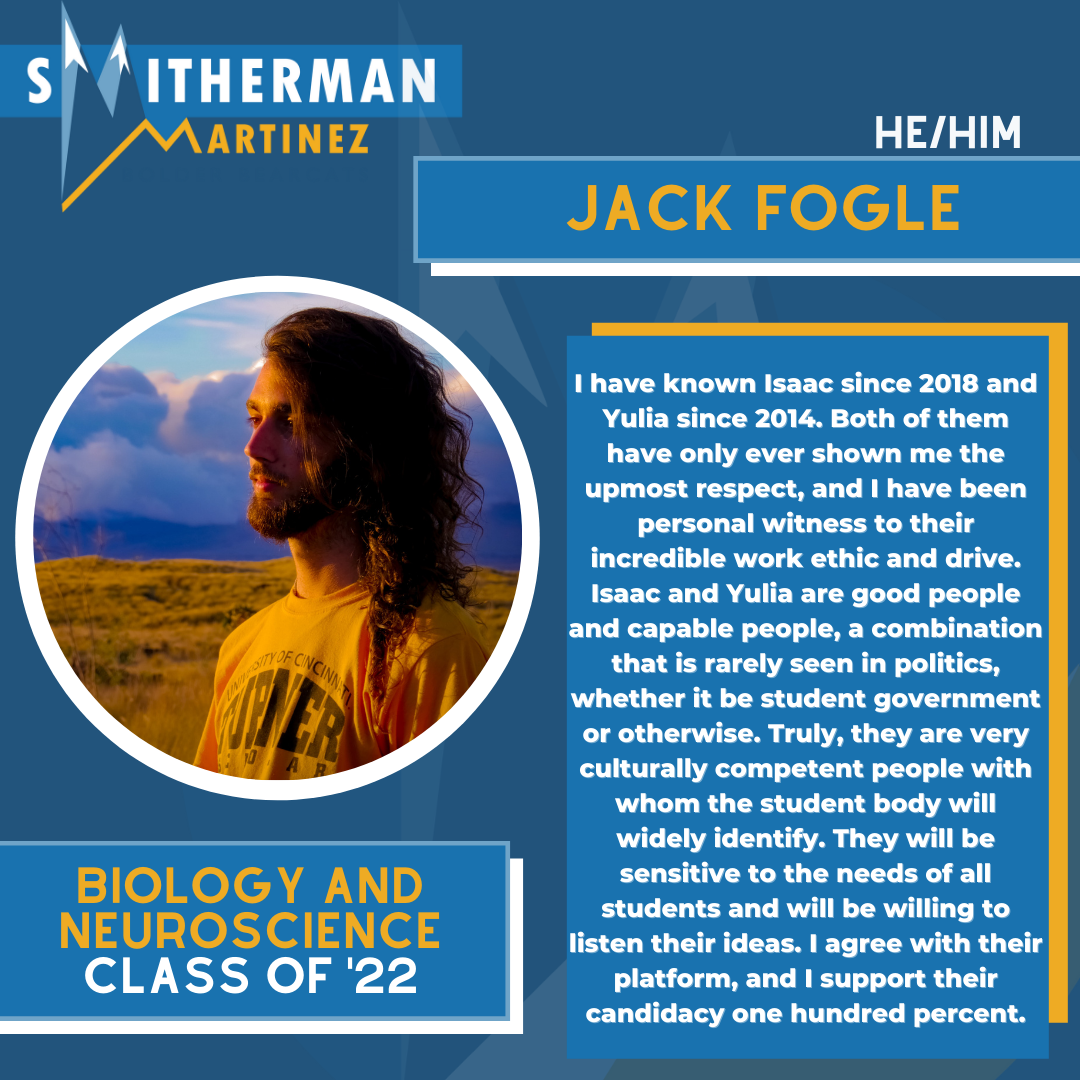 SMITHERMAN
MARTINEZ
HE/HIM
JACK FOGLE
I have known Isaac since 2018 and
Yulia since 2014. Both of them
have only ever shown me the
upmost respect, and I have been
personal witness to their
incredible work ethic and drive.
Isaac and Yulia are good people
and capable people, a combination
that is rarely seen in politics,
whether it be student government
or otherwise. Truly, they are very
culturally competent people with
whom the student body will
widely identify. They will be
sensitive to the needs of all
students and will be willing to
listen their ideas. I agree with their
platform, and I support their
candidacy one hundred percent.
UNIVERSITY OF CINCINNATI
TURNER
BIOLOGY AND
NEUROSCIENCE
CLASS OF '22